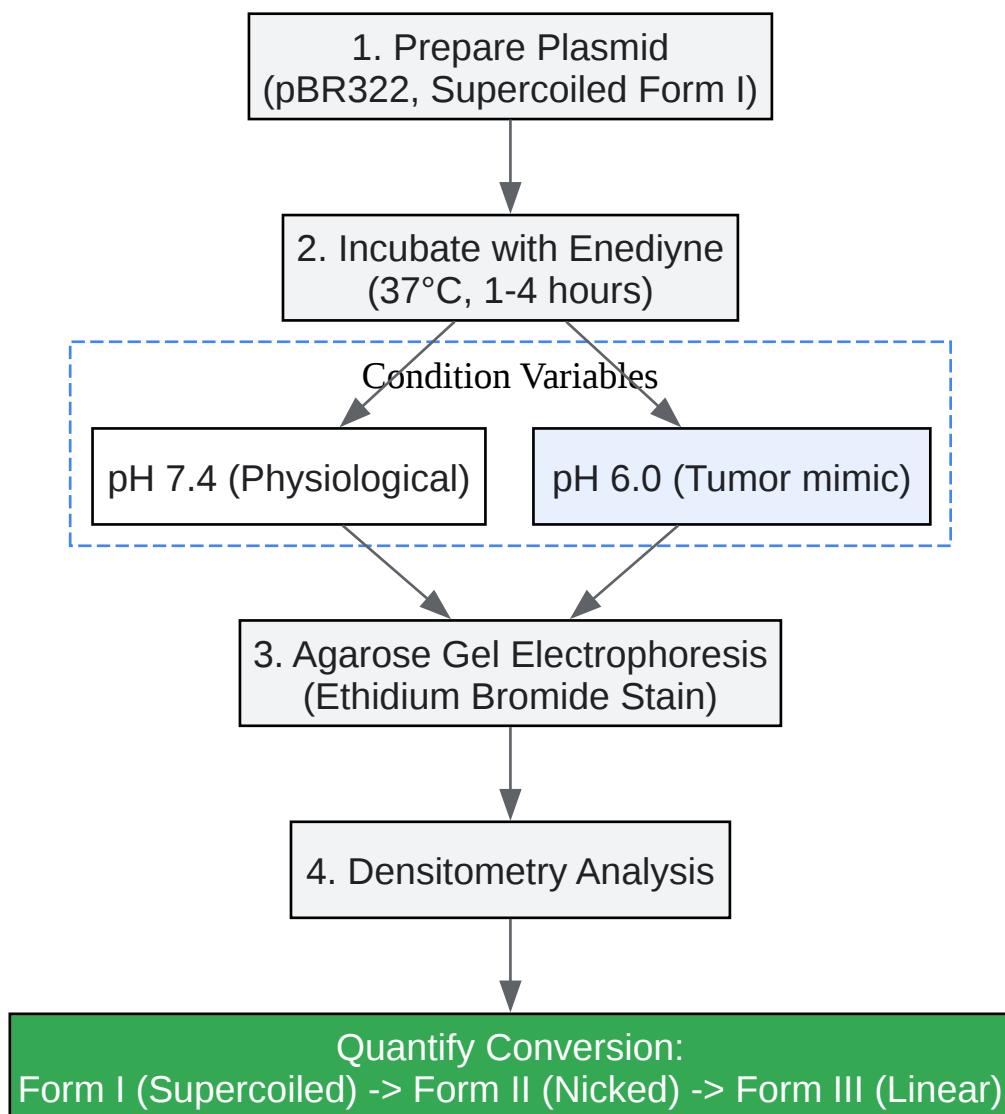 1. Prepare Plasmid
(pBR322, Supercoiled Form I)
2. Incubate with Enediyne
(37°C, 1-4 hours)
Condition Variables
pH 7.4 (Physiological)
pH 6.0 (Tumor mimic)
3. Agarose Gel Electrophoresis
(Ethidium Bromide Stain)
4. Densitometry Analysis
Quantify Conversion:
Form I (Supercoiled) -> Form II (Nicked) -> Form III (Linear)